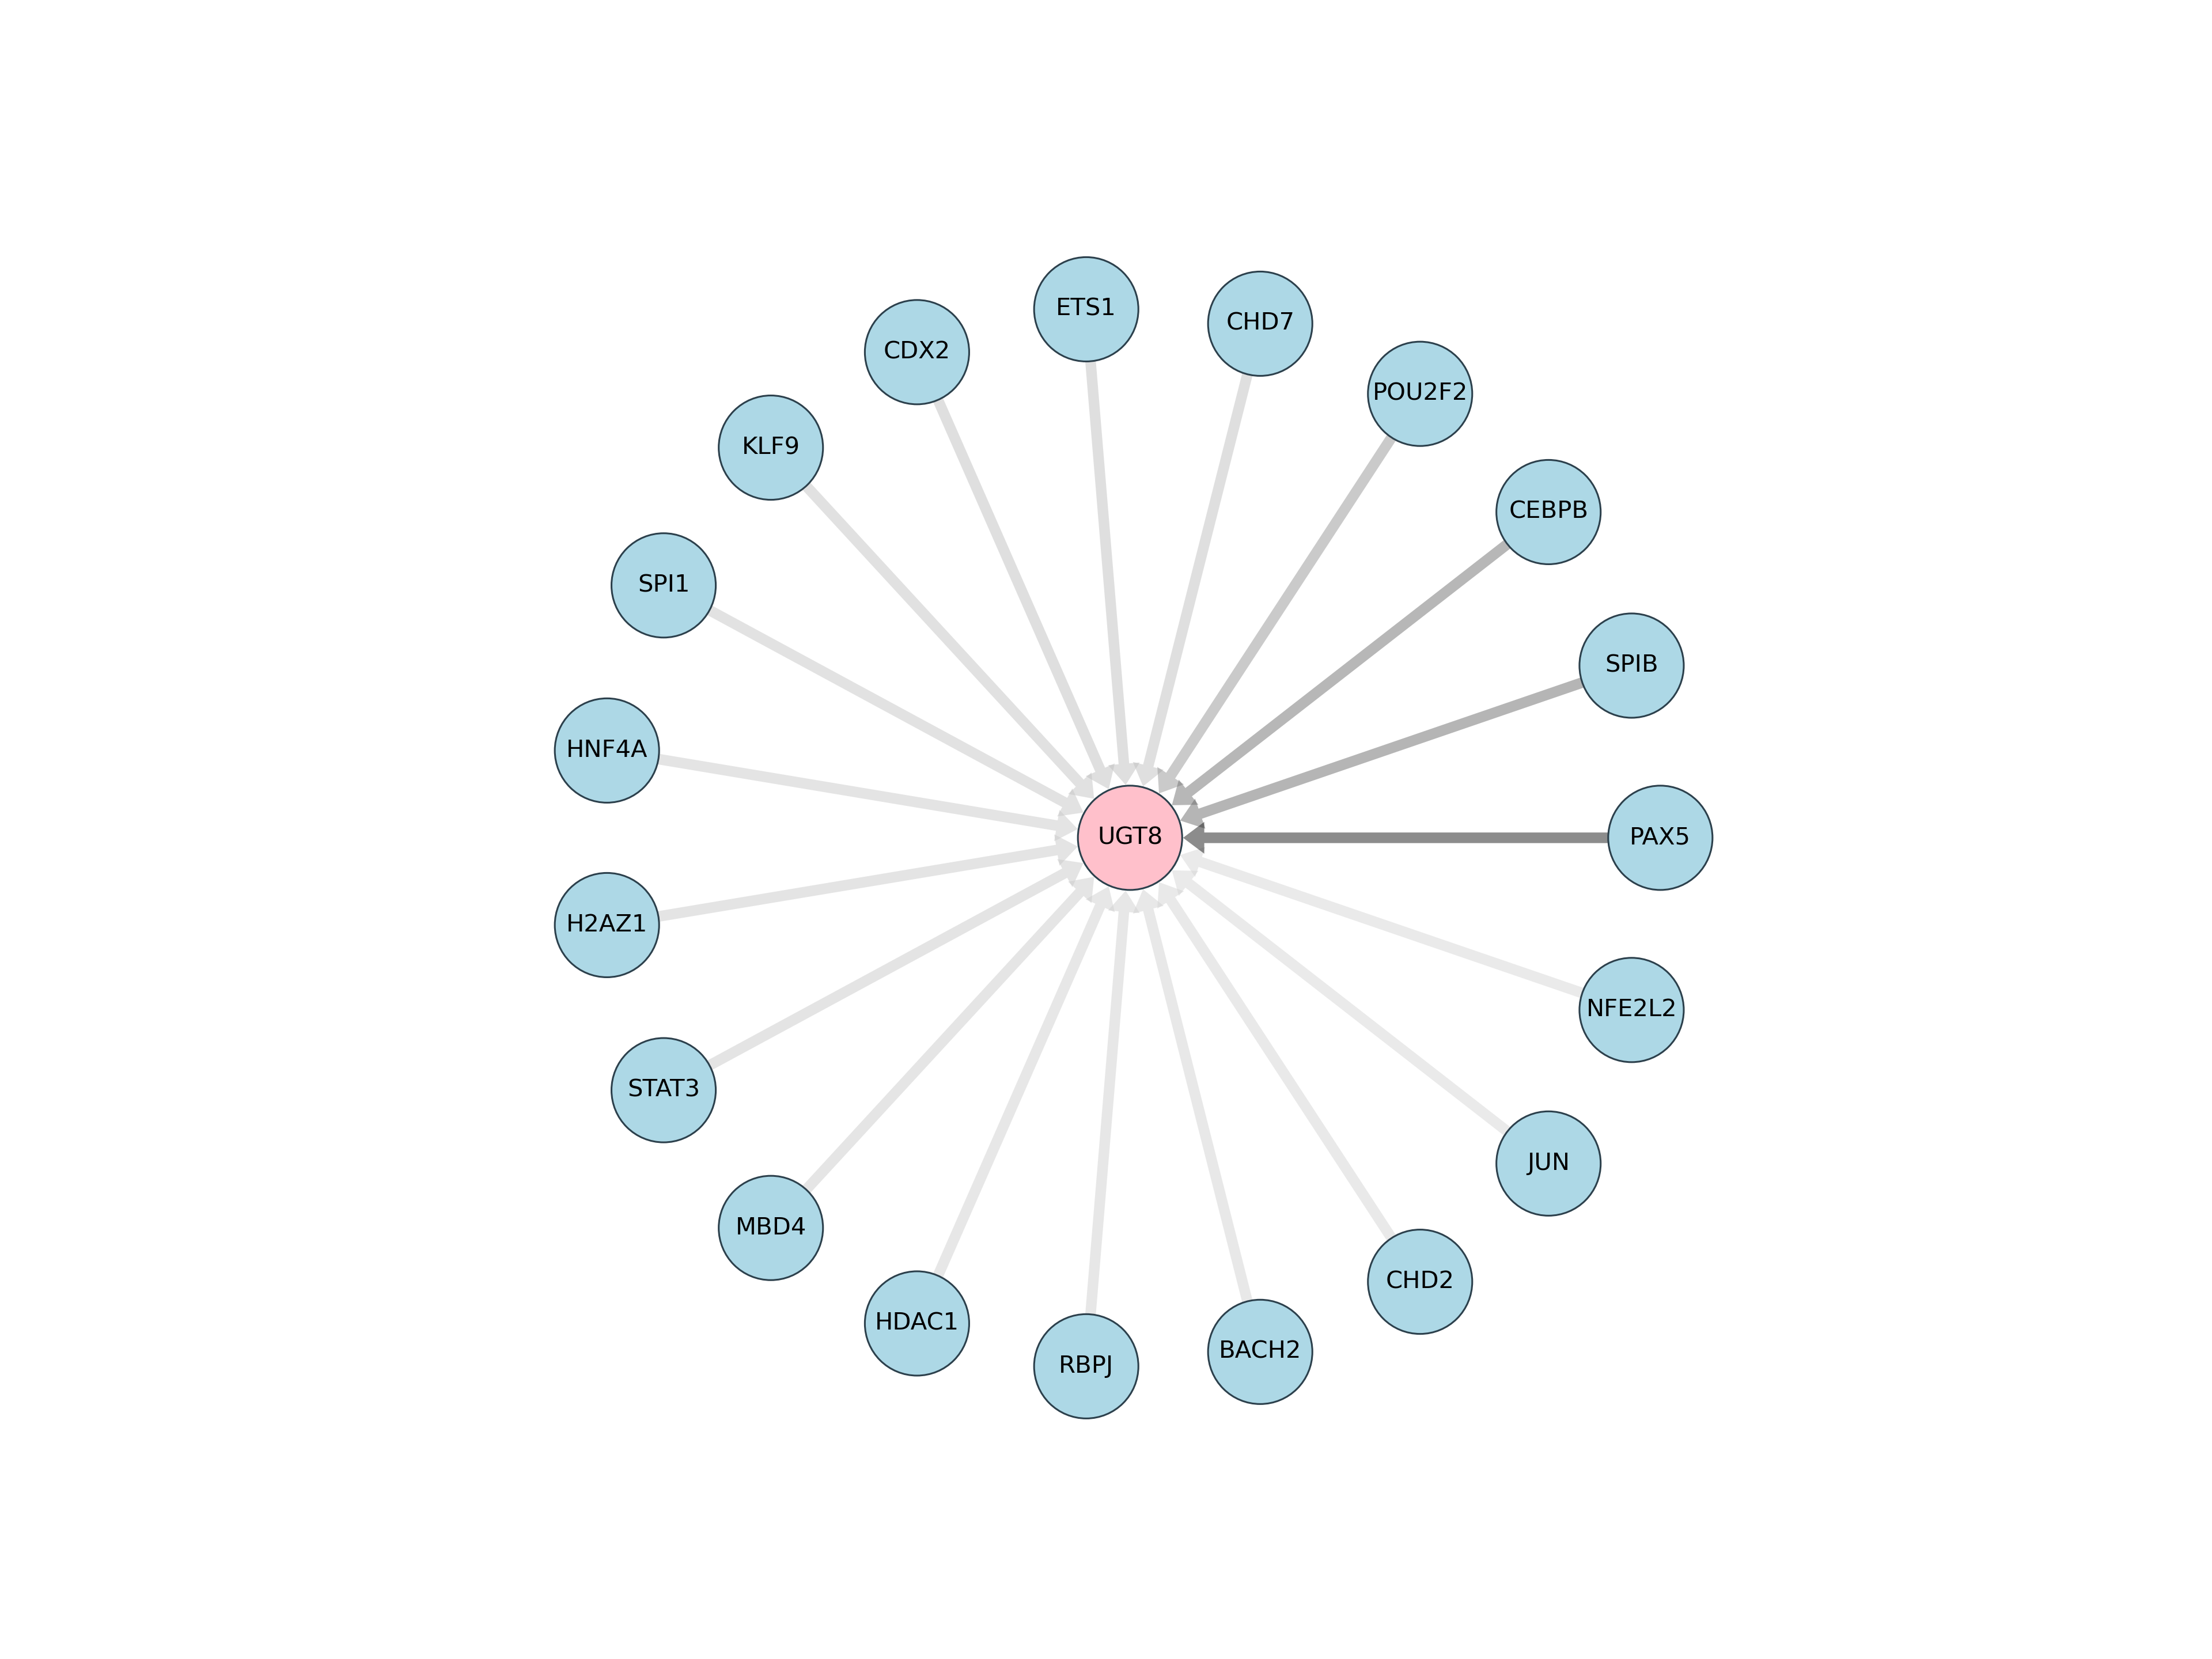 ETS1
CHD7
CDX2
POU2F2
KLF9
CEBPB
SPI1
SPIB
HNF4A
UGT8
PAX5
H2AZ1
NFE2L2
STAT3
JUN
MBD4
CHD2
HDAC1
BACH2
RBPJ